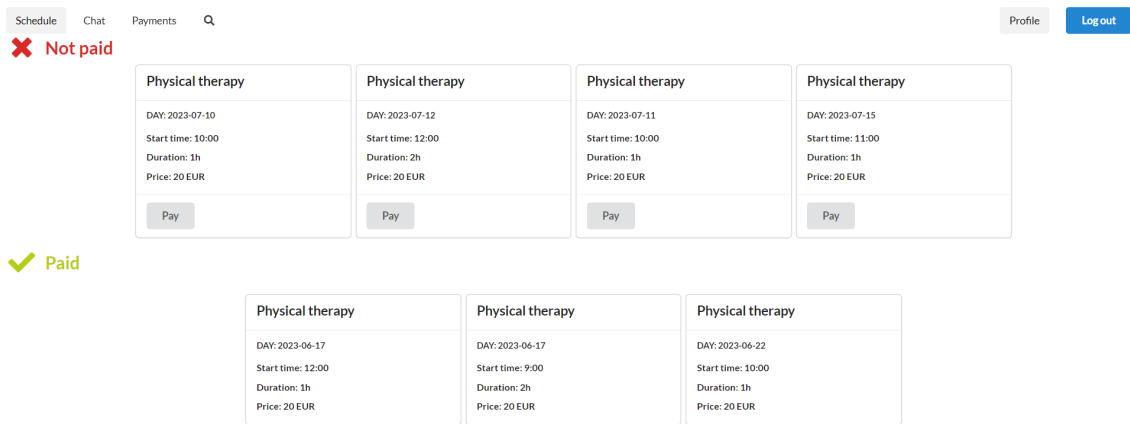 Schedule Chat Payments Profile Log out
Not paid
Physical therapy
DAY: 2023-07-10
Start time: 10:00
Duration: 1h
Price: 20 EUR
Pay
Physical therapy
DAY: 2023-07-12
Start time: 12:00
Duration: 2h
Price: 20 EUR
Pay
Physical therapy
DAY: 2023-07-11
Start time: 10:00
Duration: 1h
Price: 20 EUR
Pay
Physical therapy
DAY: 2023-07-15
Start time: 11:00
Duration: 1h
Price: 20 EUR
Pay
Paid
Physical therapy
DAY: 2023-06-17
Start time: 12:00
Duration: 1h
Price: 20 EUR
Physical therapy
DAY: 2023-06-17
Start time: 9:00
Duration: 2h
Price: 20 EUR
Physical therapy
DAY: 2023-06-22
Start time: 10:00
Duration: 1h
Price: 20 EUR